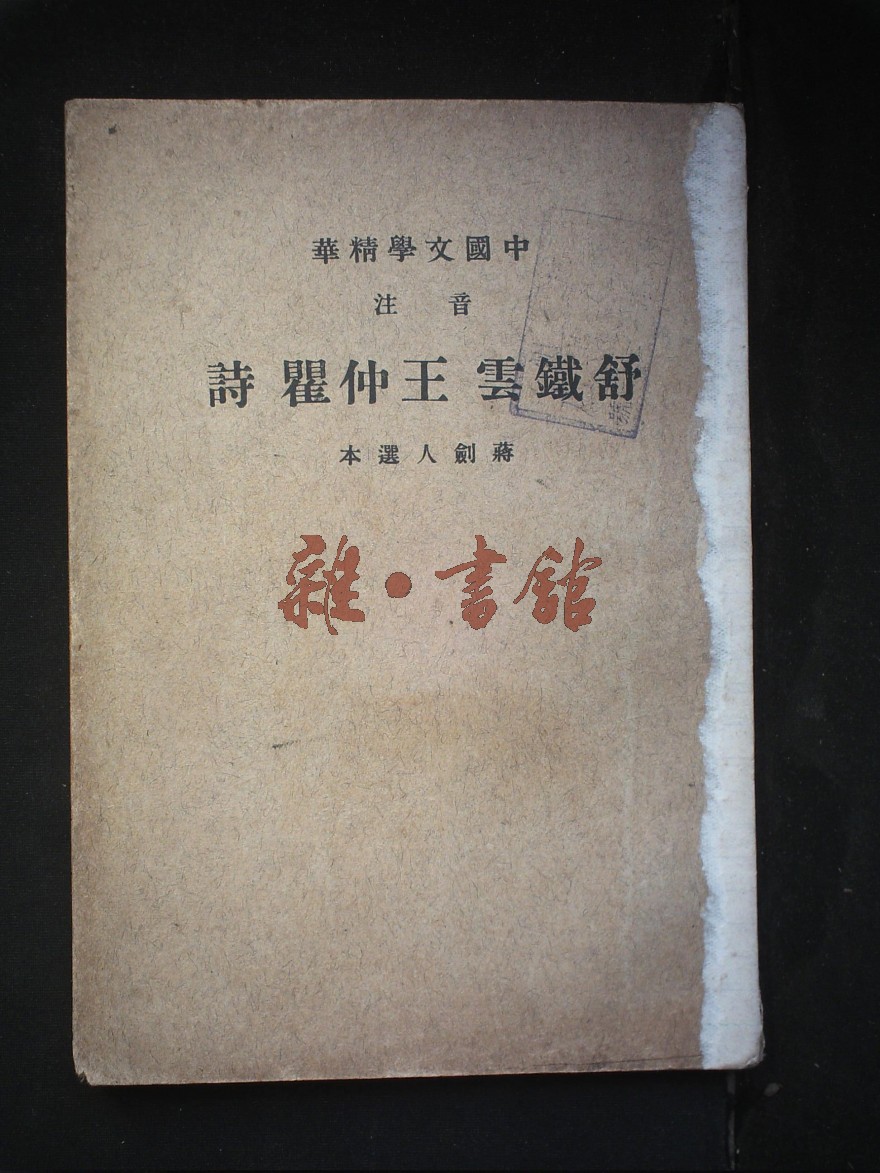 中國文學精華
音注
舒鐵雲 王仲瞿 詩
蔣劍人選本
雜·書館